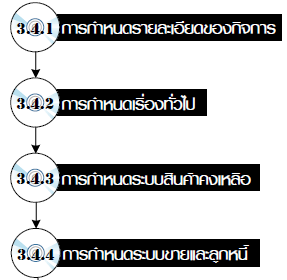 3.4.1 การกำหนดรายละเอียดของกิจการ
3.4.2 การกำหนดเรื่องทั่วไป
3.4.3 การกำหนดระบบสินค้าคงเหลือ
3.4.4 การกำหนดระบบขายและลูกหนี้